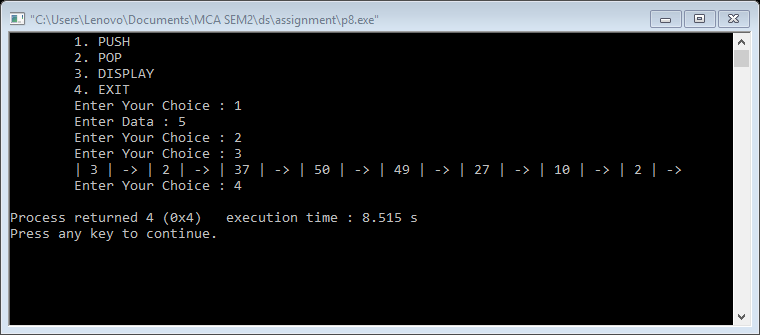 "C:\Users\Lenovo\Documents\MCA SEM2\ds\assignment\p8.exe"
1. PUSH
2. POP
3. DISPLAY
4. EXIT
Enter Your Choice : 1
Enter Data : 5
Enter Your Choice : 2
Enter Your Choice : 3
| 3 | -> | 2 | -> | 37 | -> | 50 | -> | 49 | -> | 27 | -> | 10 | -> | 2 | ->
Enter Your Choice : 4
Process returned 4 (0x4)   execution time : 8.515 s
Press any key to continue.